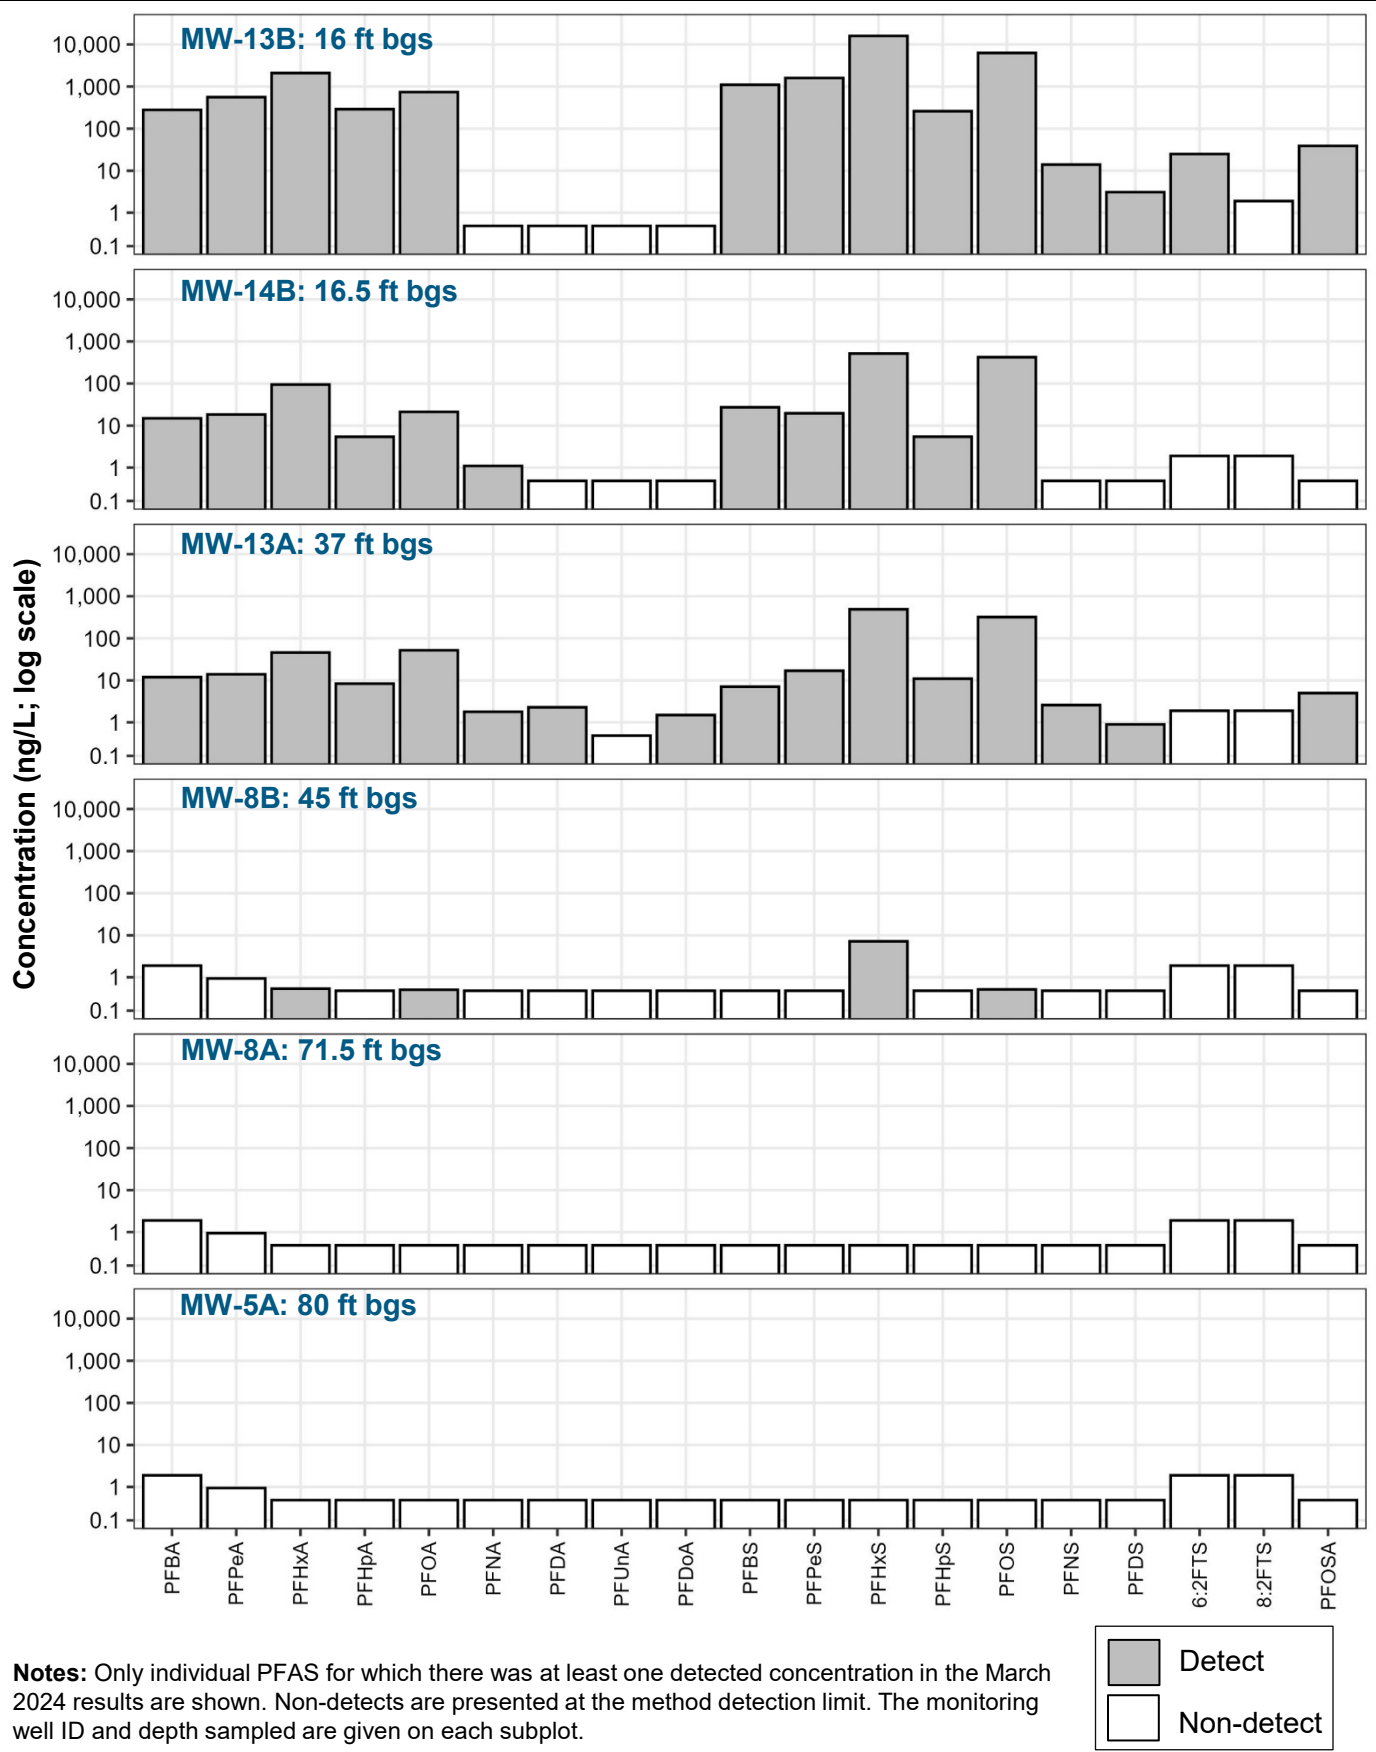 Concentration (ng/L; log scale)
MW-13B: 16 ft bgs
10,000
1,000
100
10
1
0.1
MW-14B: 16.5 ft bgs
10,000
1,000
100
10
1
0.1
MW-13A: 37 ft bgs
10,000
1,000
100
10
1
0.1
MW-8B: 45 ft bgs
10,000
1,000
100
10
1
0.1
MW-8A: 71.5 ft bgs
10,000
1,000
100
10
1
0.1
MW-5A: 80 ft bgs
10,000
1,000
100
10
1
0.1
PFBA
PFPeA
PFHxA
PFHpA
PFOA
PFNA
PFDA
PFUnA
PFDoA
PFBS
PFPeS
PFHxS
PFHpS
PFOS
PFNS
PFDS
6:2FTS
8:2FTS
PFOSA
Notes: Only individual PFAS for which there was at least one detected concentration in the March
2024 results are shown. Non-detects are presented at the method detection limit. The monitoring
well ID and depth sampled are given on each subplot.
Detect
Non-detect